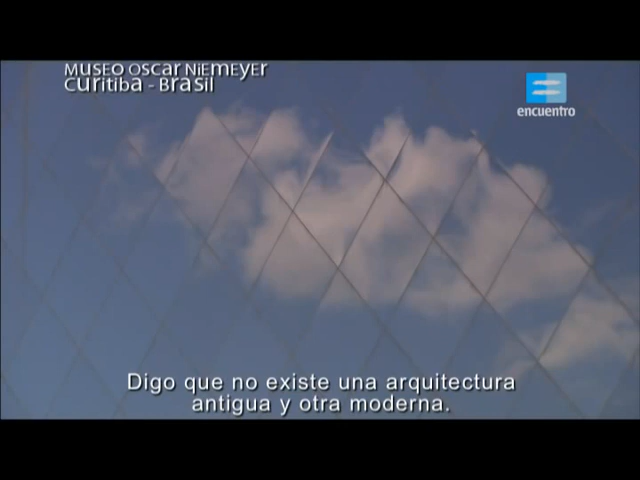 Museo Oscar Niemeyer
Curitiba - Brasil
encuentro
Digo que no existe una arquitectura
antigua y otra moderna.